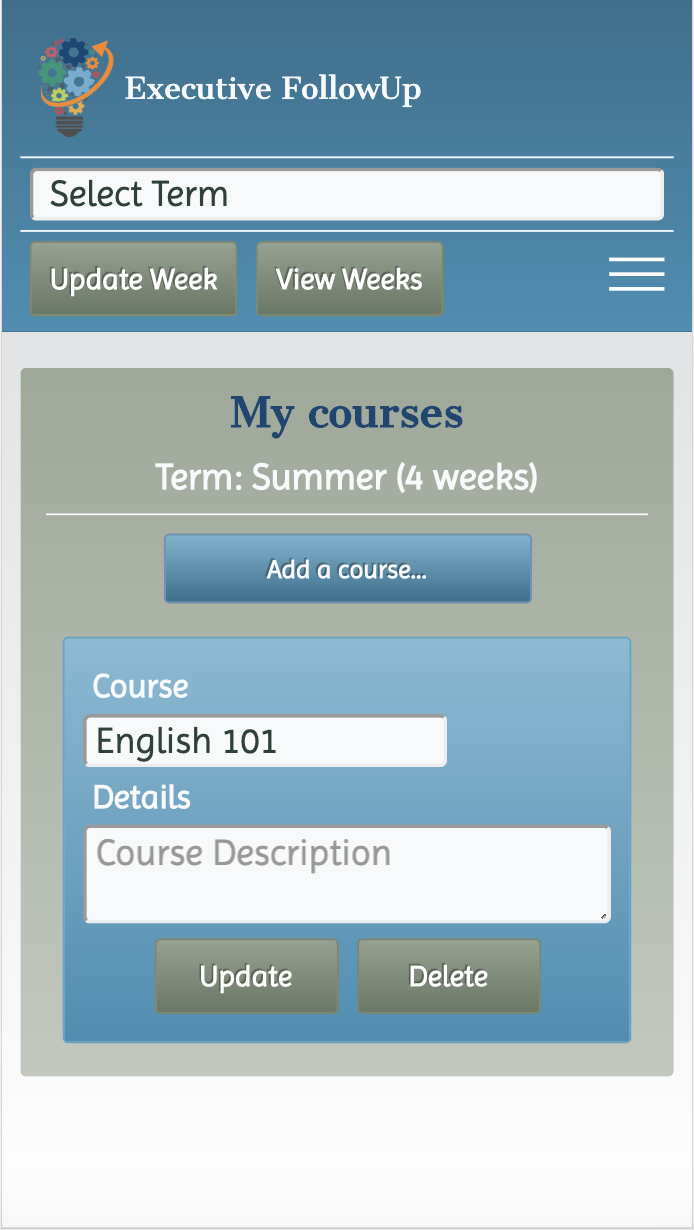 Executive FollowUp
Select Term
Update Week View Weeks
My courses
Term: Summer (4 weeks)
Add a course...
Course
English 101
Details
Course Description
Update Delete